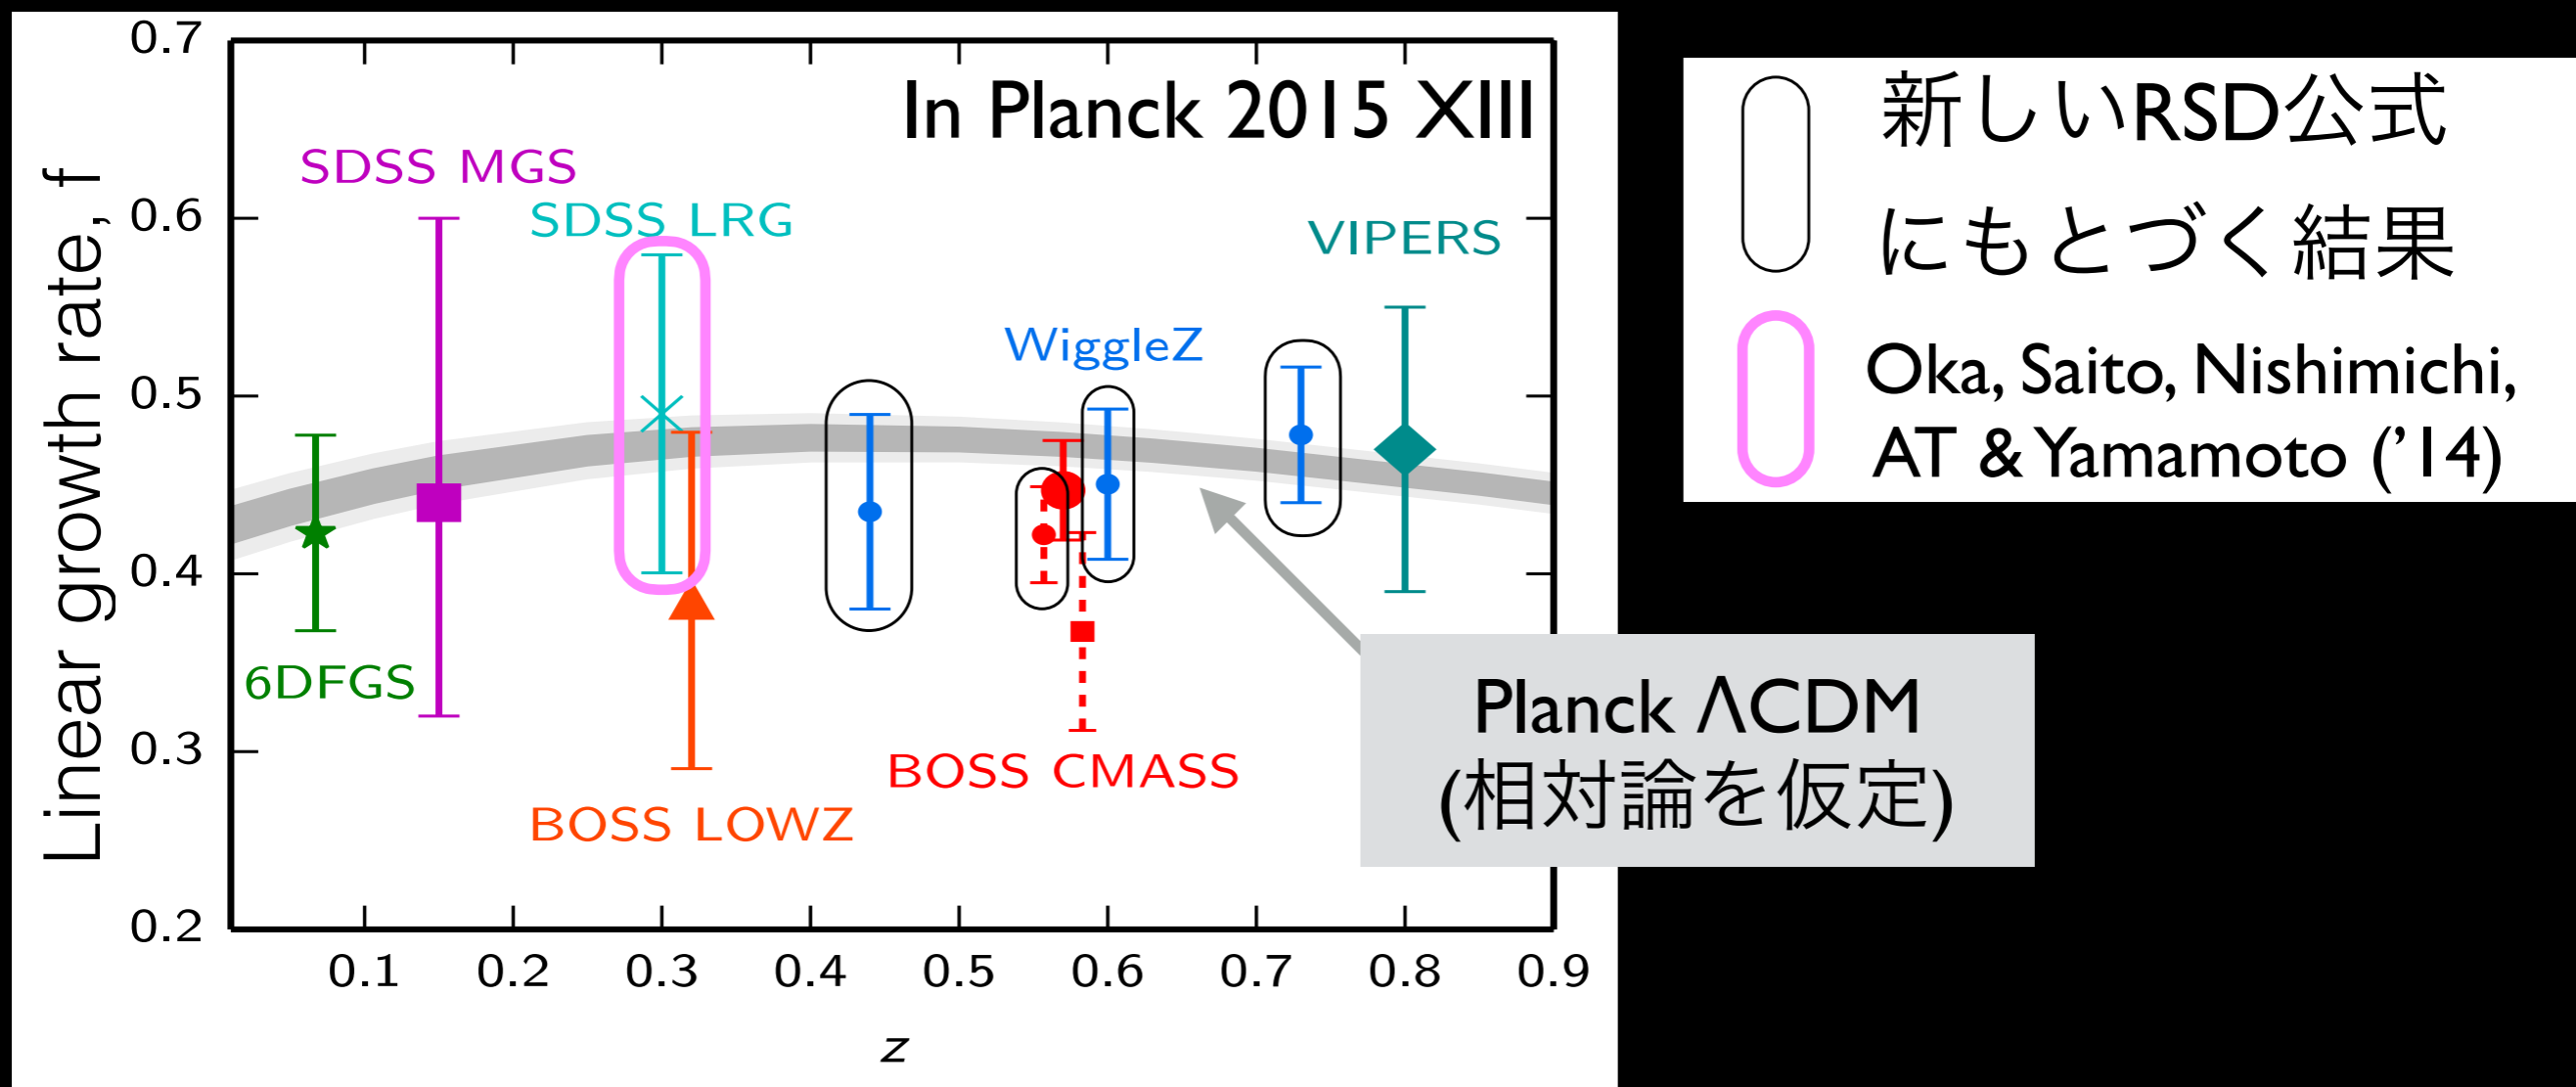 In Planck 2015 XIII
Linear growth rate, f
0.7
0.6
0.5
0.4
0.3
0.2
SDSS MGS
SDSS LRG
VIPERS
WiggleZ
6DFGS
BOSS CMASS
BOSS LOWZ
0.1
0.2
0.3
0.4
0.5
0.6
0.7
0.8
0.9
z
新しいRSD公式
にもとづく結果
Oka, Saito, Nishimichi,
AT & Yamamoto (’14)
Planck ΛCDM
(相対論を仮定)